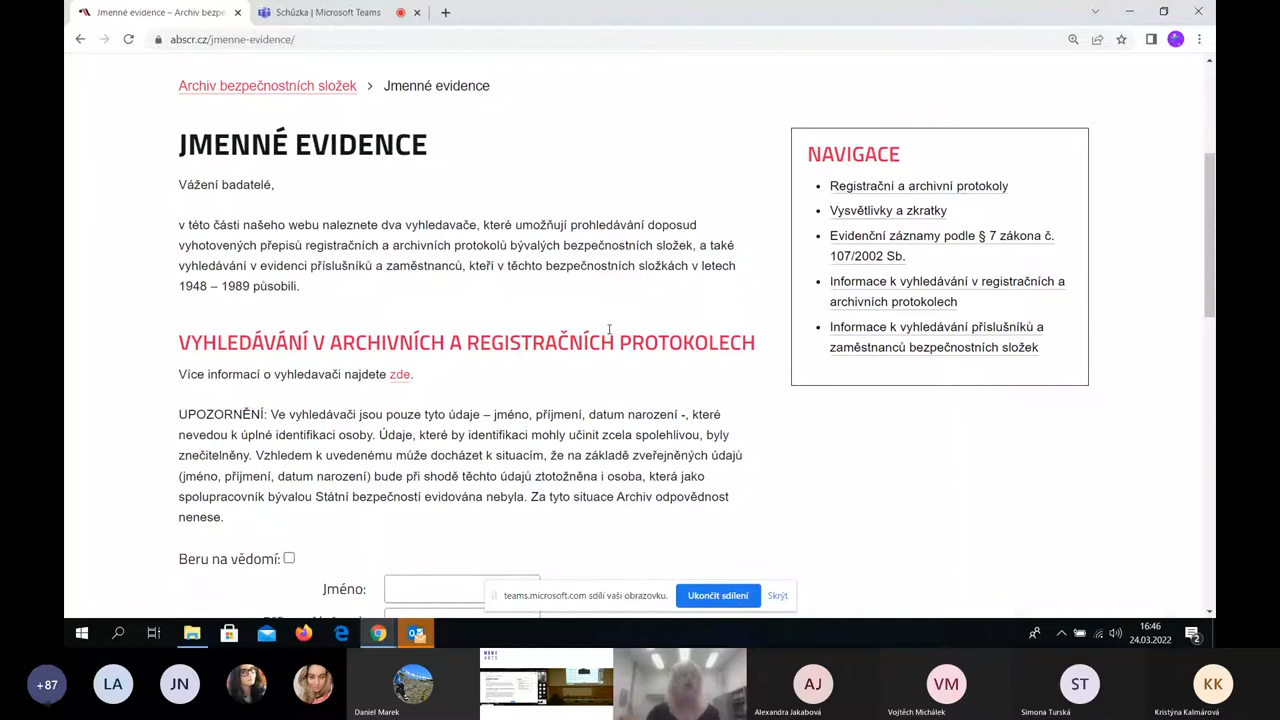 Jmenné evidence – Archiv bezpe
Schůzka | Microsoft Teams
abscr.cz/jmenne-evidence/
Archiv bezpečnostních složek > Jmenné evidence
JMENNÉ EVIDENCE
Vážení badatelé,
v této části našeho webu naleznete dva vyhledavače, které umožňují prohledávání doposud
vyhotovených přepisů registračních a archivních protokolů bývalých bezpečnostních složek, a také
vyhledávání v evidenci příslušníků a zaměstnanců, kteří v těchto bezpečnostních složkách v letech
1948 – 1989 působili.
VYHLEDÁVÁNÍ V ARCHIVNÍCH A REGISTRAČNÍCH PROTOKOLECH
Více informací o vyhledavači najdete zde.
UPOZORNĚNÍ: Ve vyhledávači jsou pouze tyto údaje – jméno, příjmení, datum narození -, které
nevedou k úplné identifikaci osoby. Údaje, které by identifikaci mohly učinit zcela spolehlivou, byly
znečitelněny. Vzhledem k uvedenému může docházet k situacím, že na základě zveřejněných údajů
(jméno, příjmení, datum narození) bude při shodě těchto údajů ztotožněna i osoba, která jako
spolupracovník bývalou Státní bezpečností evidována nebyla. Za tyto situace Archiv odpovědnost
nenese.
Beru na vědomí:
Jméno:
NAVIGACE
Registrační a archivní protokoly
Vysvětlivky a zkratky
Evidenční záznamy podle § 7 zákona č.
107/2002 Sb.
Informace k vyhledávání v registračních a
archivních protokolech
Informace k vyhledávání příslušníků a
zaměstnanců bezpečnostních složek
teams.microsoft.com sdílí vaši obrazovku.
Ukončit sdílení
Skrýt
16:46
24.03.2022
2
+87
LA
JN
Daniel Marek
MUNI
ARTS
AJ
Alexandra Jakabová
VM
Vojtěch Michálek
ST
Simona Turská
KK
Kristýna Kalmárová